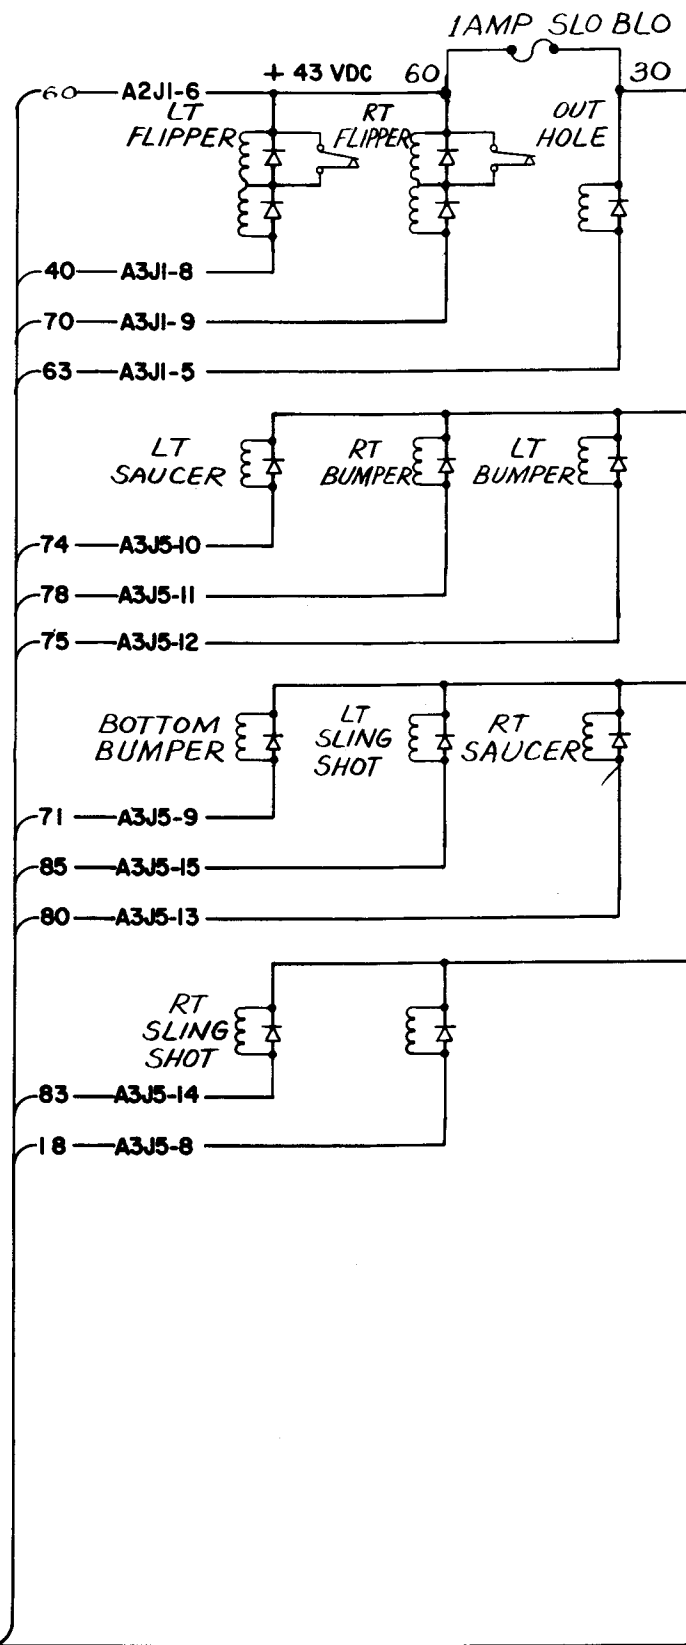 1 AMP SLO BLO
60 A2J1-6 + 43 VDC 60 30
LT FLIPPER
RT FLIPPER
OUT HOLE
40 A3J1-8
70 A3J1-9
63 A3J1-5
LT SAUCER
RT BUMPER
LT BUMPER
74 A3J5-10
78 A3J5-11
75 A3J5-12
BOTTOM BUMPER
LT SLING SHOT
RT SAUCER
71 A3J5-9
85 A3J5-15
80 A3J5-13
RT SLING SHOT
83 A3J5-14
18 A3J5-8